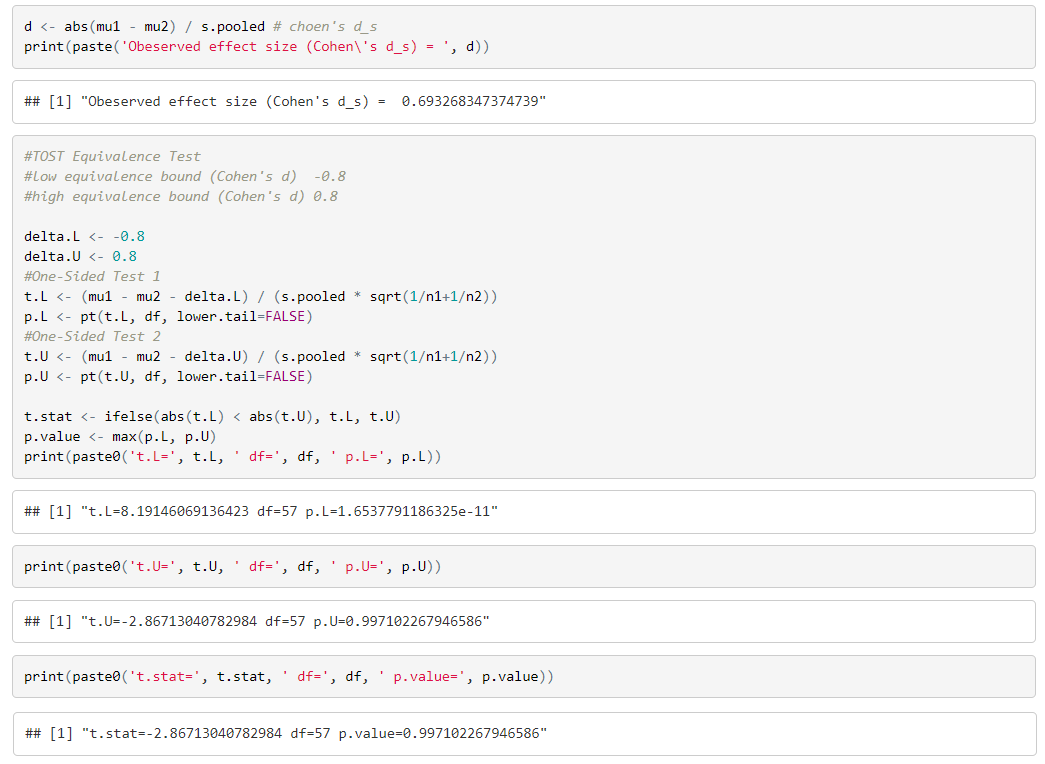 d <- abs(mu1 - mu2) / s.pooled # choen's d_s
print(paste('Obeserved effect size (Cohen\'s d_s) = ', d))
## [1] "Obeserved effect size (Cohen's d_s) =  0.693268347374739"
#TOST Equivalence Test
#low equivalence bound (Cohen's d)  -0.8
#high equivalence bound (Cohen's d) 0.8
delta.L <- -0.8
delta.U <- 0.8
#One-Sided Test 1
t.L <- (mu1 - mu2 - delta.L) / (s.pooled * sqrt(1/n1+1/n2))
p.L <- pt(t.L, df, lower.tail=FALSE)
#One-Sided Test 2
t.U <- (mu1 - mu2 - delta.U) / (s.pooled * sqrt(1/n1+1/n2))
p.U <- pt(t.U, df, lower.tail=FALSE)
t.stat <- ifelse(abs(t.L) < abs(t.U), t.L, t.U)
p.value <- max(p.L, p.U)
print(paste0('t.L=', t.L, ' df=', df, ' p.L=', p.L))
## [1] "t.L=8.19146069136423 df=57 p.L=1.6537791186325e-11"
print(paste0('t.U=', t.U, ' df=', df, ' p.U=', p.U))
## [1] "t.U=-2.86713040782984 df=57 p.U=0.997102267946586"
print(paste0('t.stat=', t.stat, ' df=', df, ' p.value=', p.value))
## [1] "t.stat=-2.86713040782984 df=57 p.value=0.997102267946586"